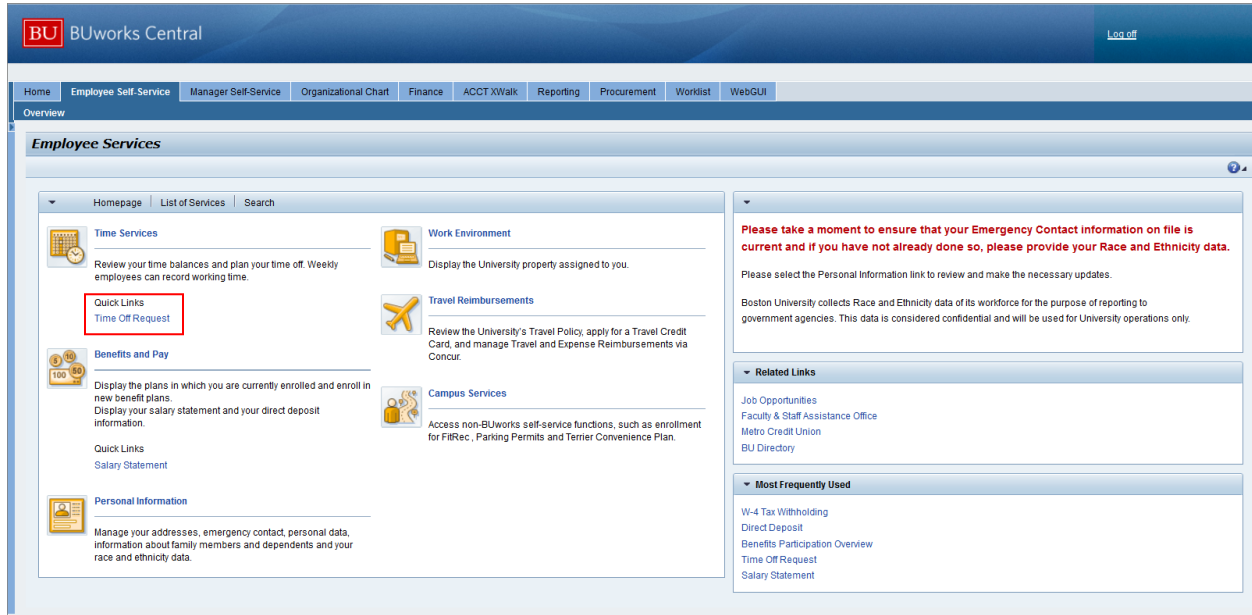 BU BUworks Central
Log off
Home Employee Self-Service Manager Self-Service Organizational Chart Finance ACCT XWalk Reporting Procurement Worklist WebGUI
Overview
Employee Services
Homepage List of Services Search
Time Services
Review your time balances and plan your time off. Weekly
employees can record working time.
Quick Links
Time Off Request
Benefits and Pay
Display the plans in which you are currently enrolled and enroll in
new benefit plans.
Display your salary statement and your direct deposit
information.
Quick Links
Salary Statement
Personal Information
Manage your addresses, emergency contact, personal data,
information about family members and dependents and your
race and ethnicity data.
Work Environment
Display the University property assigned to you.
Travel Reimbursements
Review the University's Travel Policy, apply for a Travel Credit
Card, and manage Travel and Expense Reimbursements via
Concur.
Campus Services
Access non-BUworks self-service functions, such as enrollment
for FitRec , Parking Permits and Terrier Convenience Plan.
Please take a moment to ensure that your Emergency Contact information on file is
current and if you have not already done so, please provide your Race and Ethnicity data.
Please select the Personal Information link to review and make the necessary updates.
Boston University collects Race and Ethnicity data of its workforce for the purpose of reporting to
government agencies. This data is considered confidential and will be used for University operations only.
Related Links
Job Opportunities
Faculty & Staff Assistance Office
Metro Credit Union
BU Directory
Most Frequently Used
W-4 Tax Withholding
Direct Deposit
Benefits Participation Overview
Time Off Request
Salary Statement
5 10
100 50